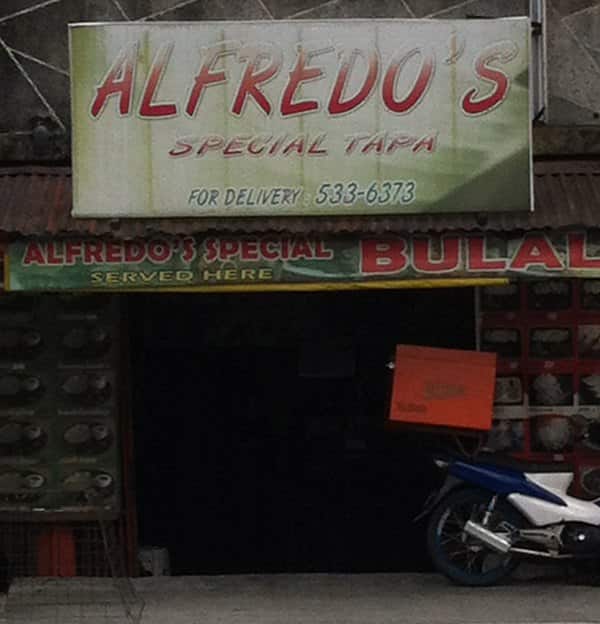 ALFREDO'S
SPECIAL TAPA
FOR DELIVERY : 533-6373
ALFREDO'S SPECIAL BULAL
SERVED HERE